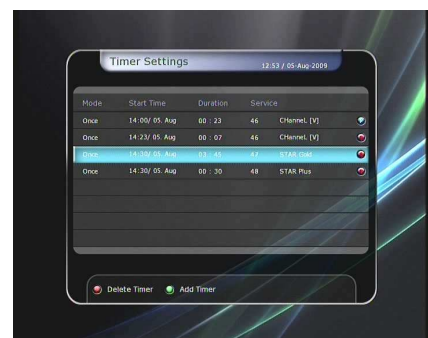 Timer Settings 12:53 / 05-Aug-2009
Mode Start Time Duration Service
Once 14:00/ 05. Aug 00 : 23 46 CHannel [V]
Once 14:23/ 05. Aug 00 : 07 46 CHannel [V]
Once 14:30/ 05. Aug 03 : 45 47 STAR Gold
Once 14:30/ 05. Aug 00 : 30 48 STAR Plus
Delete Timer Add Timer